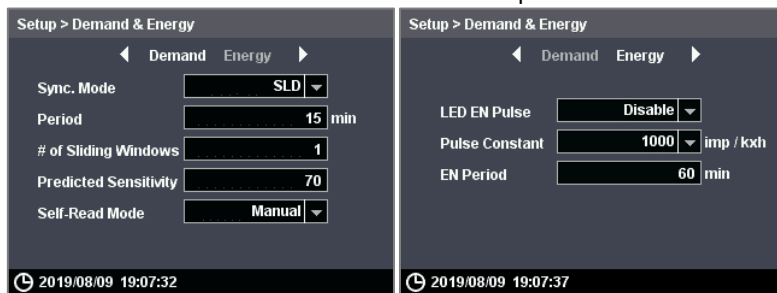 Setup > Demand & Energy
Demand Energy
Sync. Mode SLD
Period 15 min
# of Sliding Windows 1
Predicted Sensitivity 70
Self-Read Mode Manual
2019/08/09 19:07:32
Setup > Demand & Energy
Demand Energy
LED EN Pulse Disable
Pulse Constant 1000 imp / kxh
EN Period 60 min
2019/08/09 19:07:37